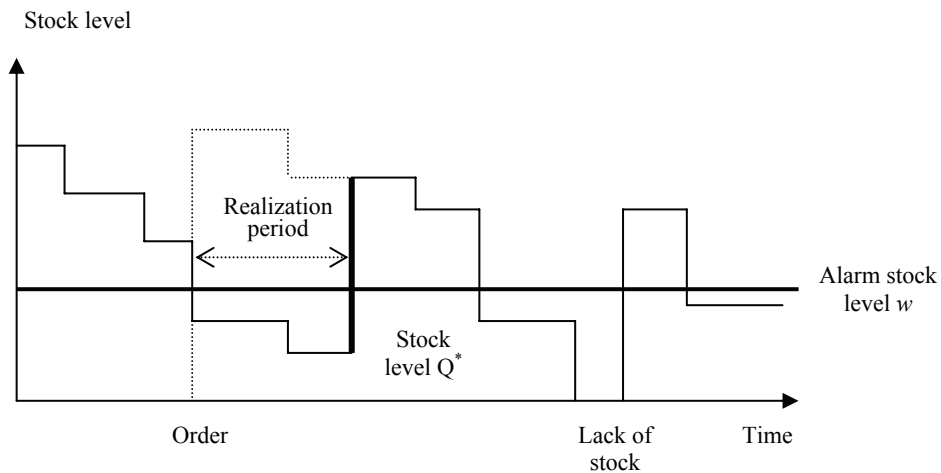 Stock level
Realization
period
Alarm stock
level w
Stock
level Q*
Order
Lack of
stock
Time